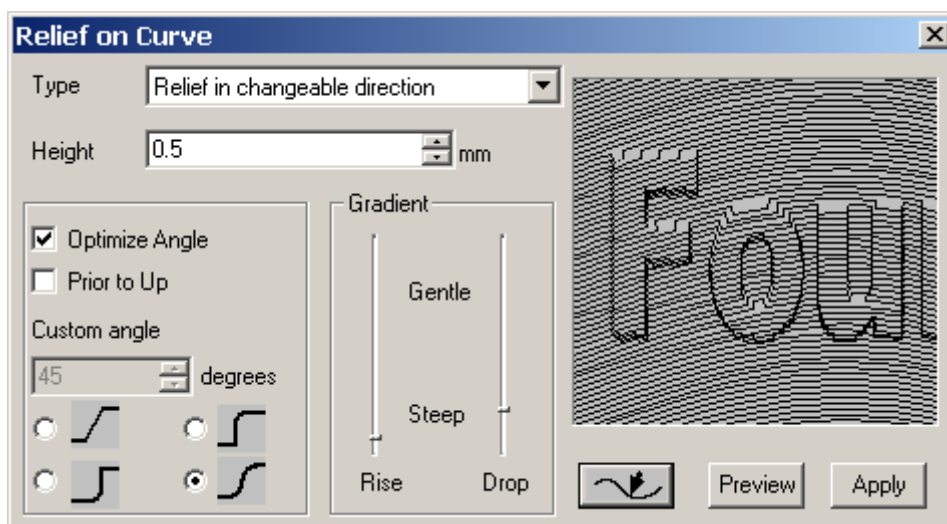 Relief on Curve
Type Relief in changeable direction
Height 0.5 mm
Optimize Angle
Prior to Up
Custom angle
45 degrees
Gradient
Gentle
Steep
Rise Drop
Fou
Preview Apply